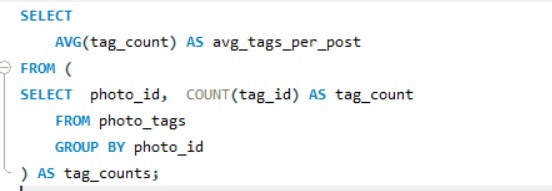 SELECT
AVG(tag_count) AS avg_tags_per_post
FROM (
SELECT photo_id, COUNT(tag_id) AS tag_count
FROM photo_tags
GROUP BY photo_id
) AS tag_counts;